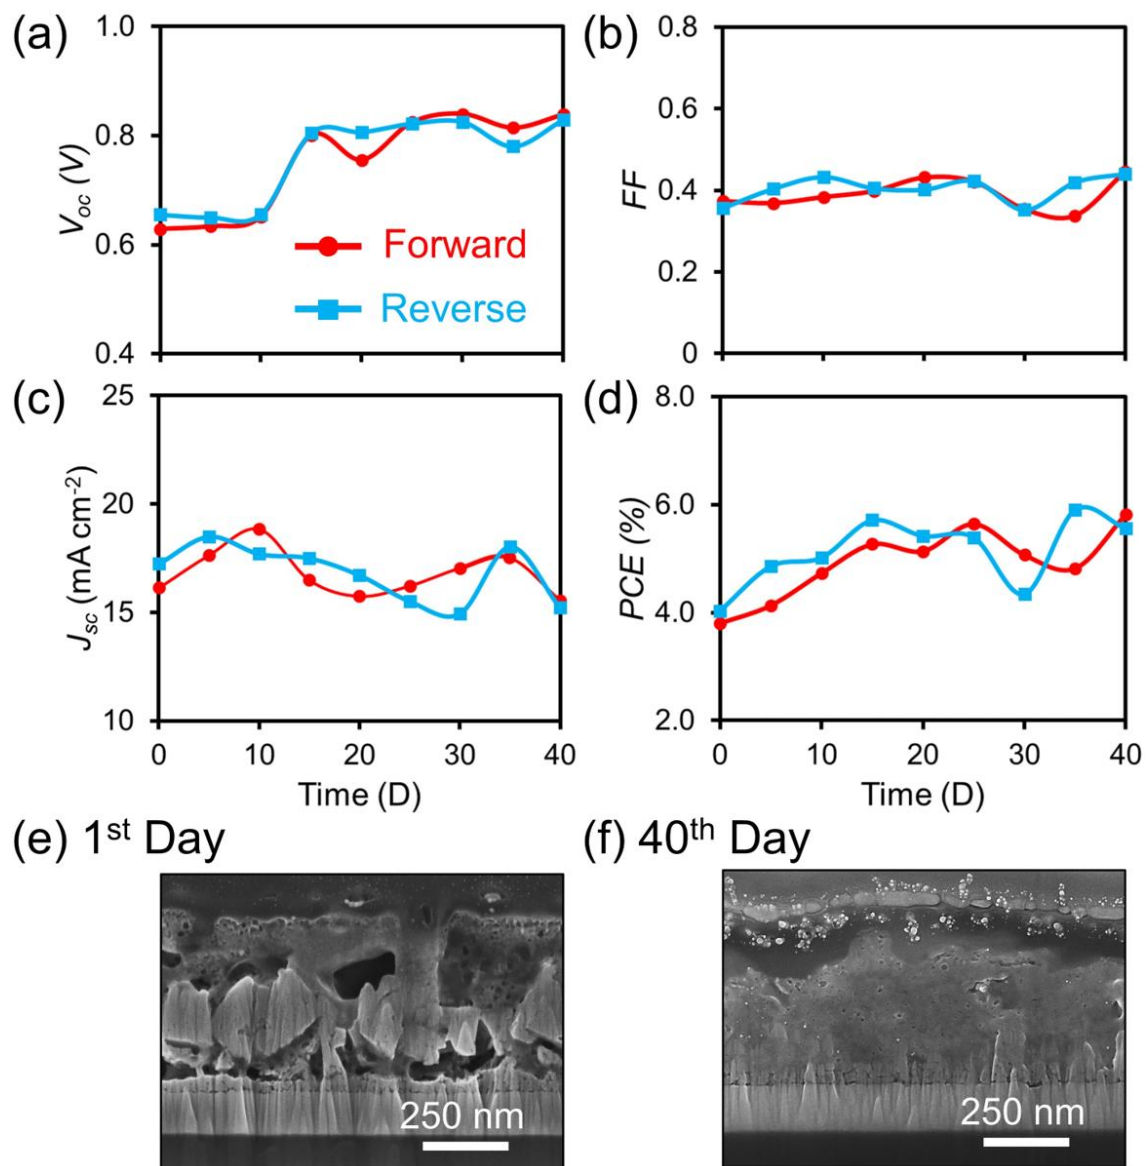 (a)
1.0
0.8
0.6
0.4
V_oc (V)
Forward
Reverse
(b)
0.8
0.6
0.4
0.2
0
FF
(c)
25
20
15
10
J_sc (mA cm⁻²)
0 10 20 30 40
Time (D)
(d)
8.0
6.0
4.0
2.0
PCE (%)
0 10 20 30 40
Time (D)
(e) 1st Day
250 nm
(f) 40th Day
250 nm